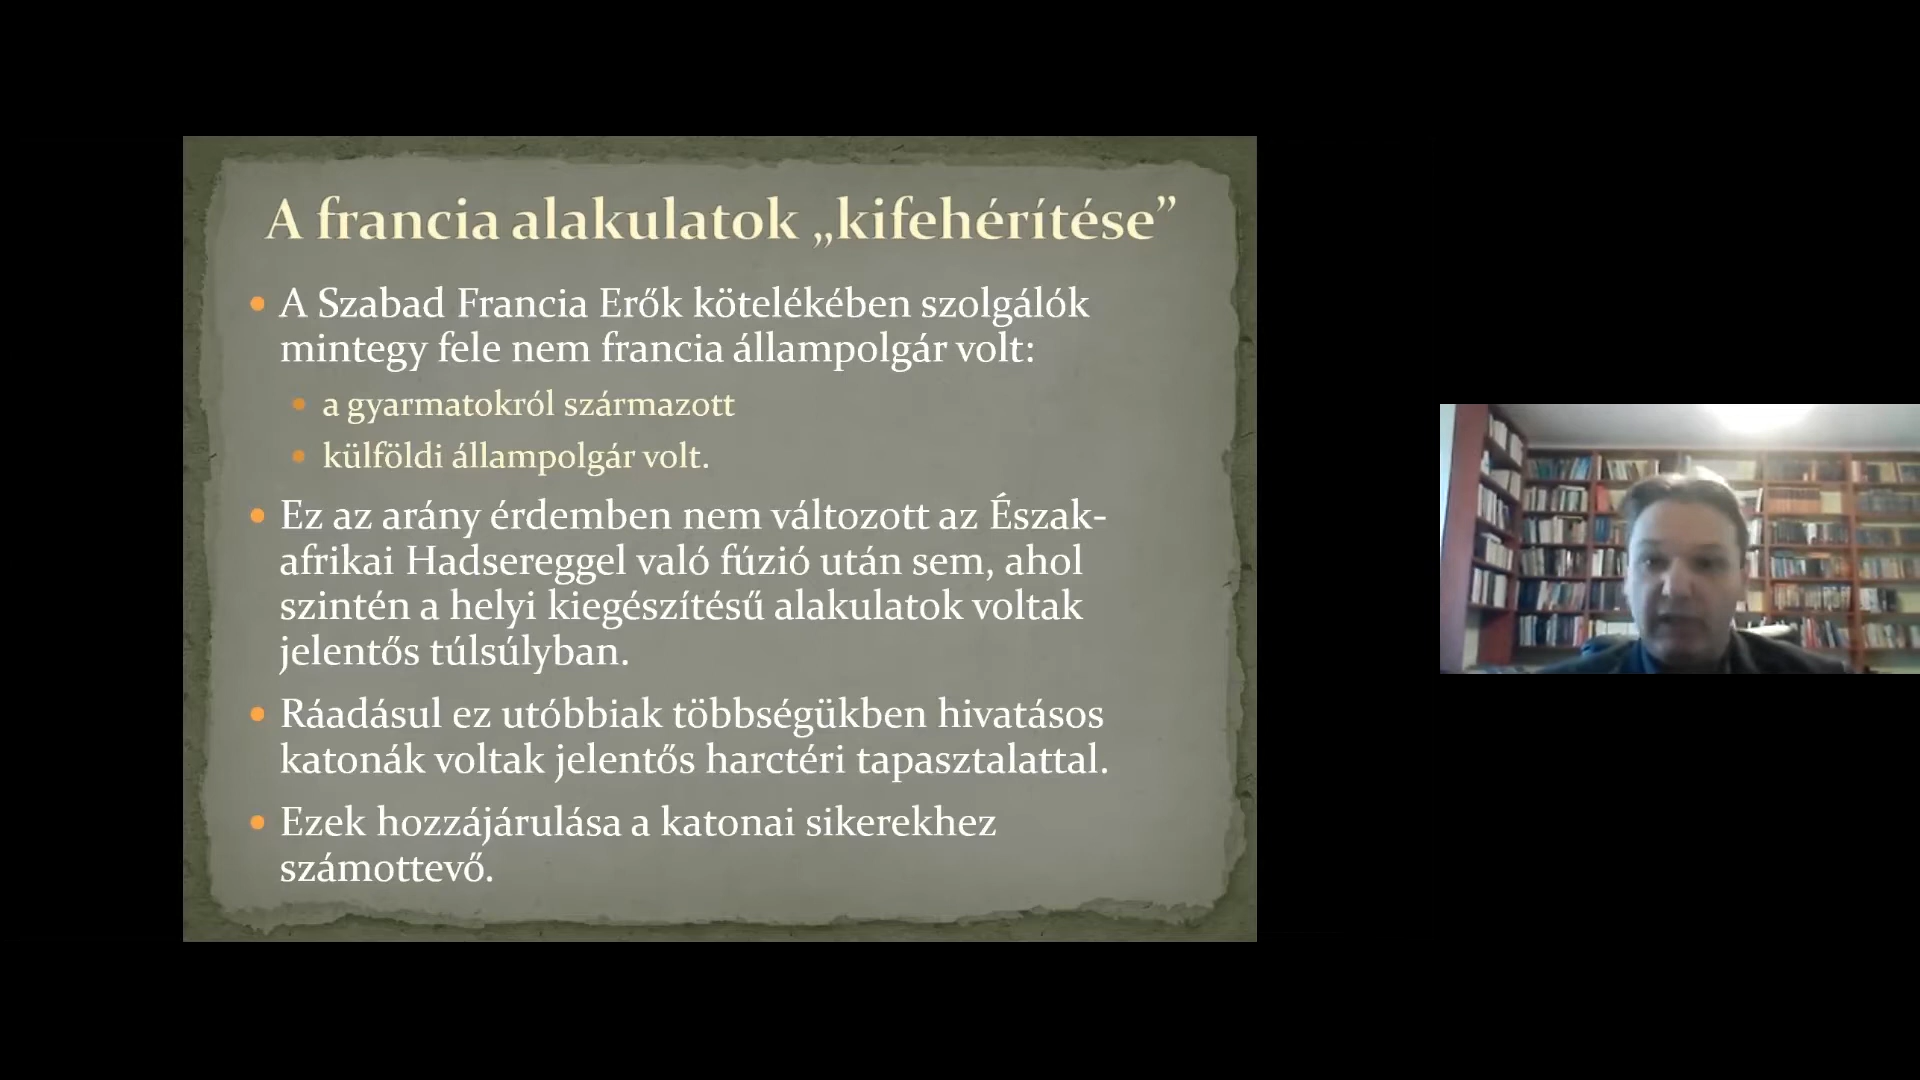 A francia alakulatok „kifehérítése”
A Szabad Francia Erők kötelékében szolgálók
mintegy fele nem francia állampolgár volt:
a gyarmatokról származott
külföldi állampolgár volt.
Ez az arány érdemben nem változott az Észak-
afrikai Hadsereggel való fúzió után sem, ahol
szintén a helyi kiegészítésű alakulatok voltak
jelentős túlsúlyban.
Ráadásul ez utóbbiak többségükben hivatásos
katonák voltak jelentős harctéri tapasztalattal.
Ezek hozzájárulása a katonai sikerekhez
számottevő.